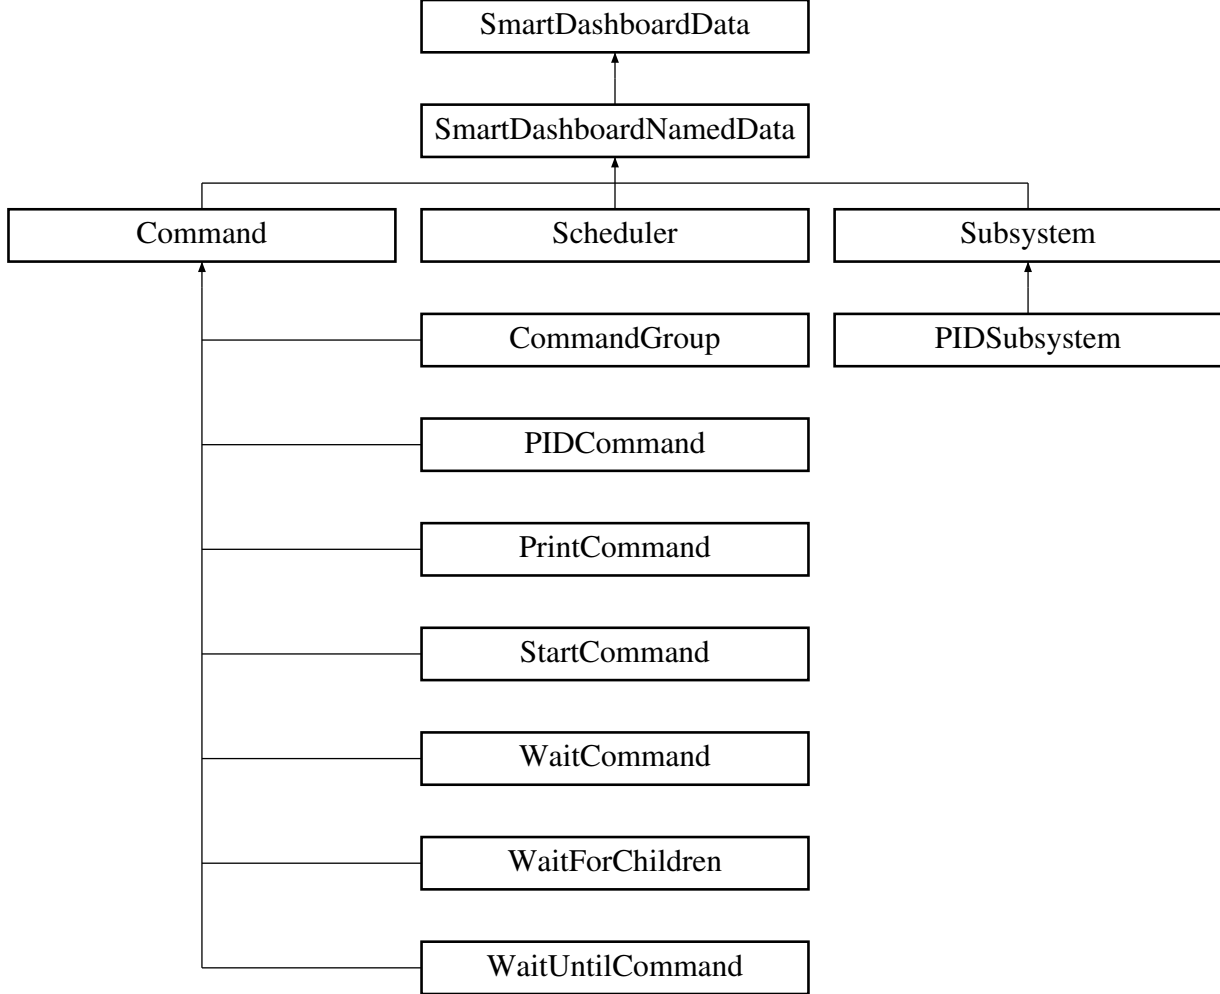 SmartDashboardData
SmartDashboardNamedData
Command
Scheduler
Subsystem
CommandGroup
PIDSubsystem
PIDCommand
PrintCommand
StartCommand
WaitCommand
WaitForChildren
WaitUntilCommand